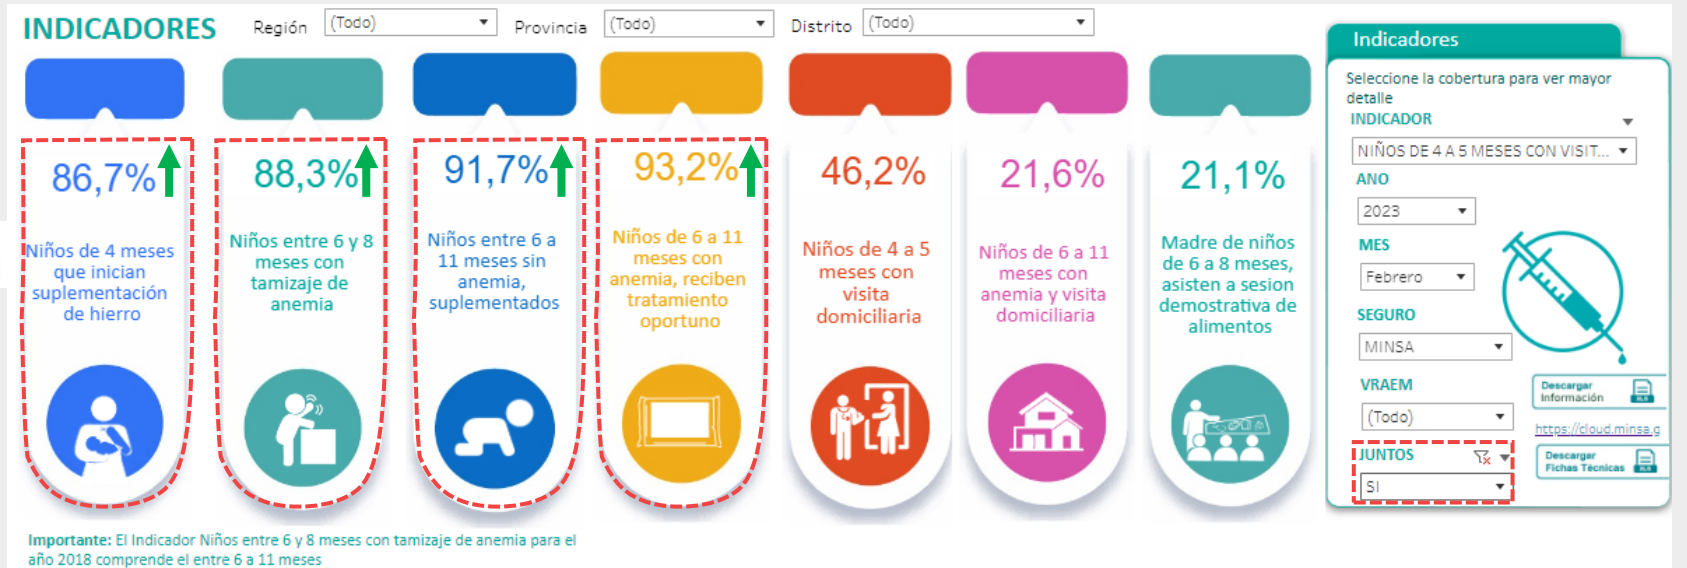 INDICADORES
Región (Todo)
Provincia (Todo)
Distrito (Todo)
86,7%
Niños de 4 meses
que inician
suplementación
de hierro
88,3%
Niños entre 6 y 8
meses con
tamizaje de
anemia
91,7%
Niños entre 6 a
11 meses sin
anemia,
suplementados
93,2%
Niños de 6 a 11
meses con
anemia, reciben
tratamiento
oportuno
46,2%
Niños de 4 a 5
meses con
visita
domiciliaria
21,6%
Niños de 6 a 11
meses con
anemia y visita
domiciliaria
21,1%
Madre de niños
de 6 a 8 meses,
asisten a sesion
demostrativa de
alimentos
Importante: El Indicador Niños entre 6 y 8 meses con tamizaje de anemia para el
año 2018 comprende el entre 6 a 11 meses
Indicadores
Seleccione la cobertura para ver mayor
detalle
INDICADOR
NIÑOS DE 4 A 5 MESES CON VISIT...
ANO
2023
MES
Febrero
SEGURO
MINSA
VRAEM
(Todo)
JUNTOS
SI
Descargar
Información
XLS
https://cloud.minsa.g
Descargar
Fichas Técnicas
XLS